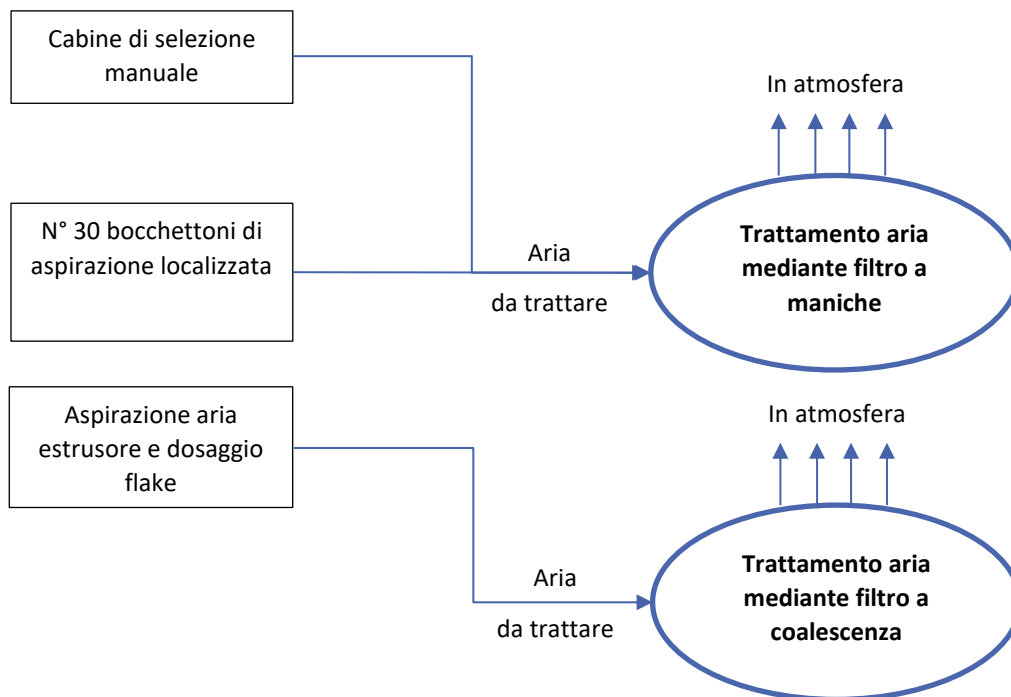 Cabine di selezione
manuale
In atmosfera
N° 30 bocchettoni di
aspirazione localizzata
Aria
da trattare
Trattamento aria
mediante filtro a
maniche
Aspirazione aria
estrusore e dosaggio
flake
In atmosfera
Aria
da trattare
Trattamento aria
mediante filtro a
coalescenza